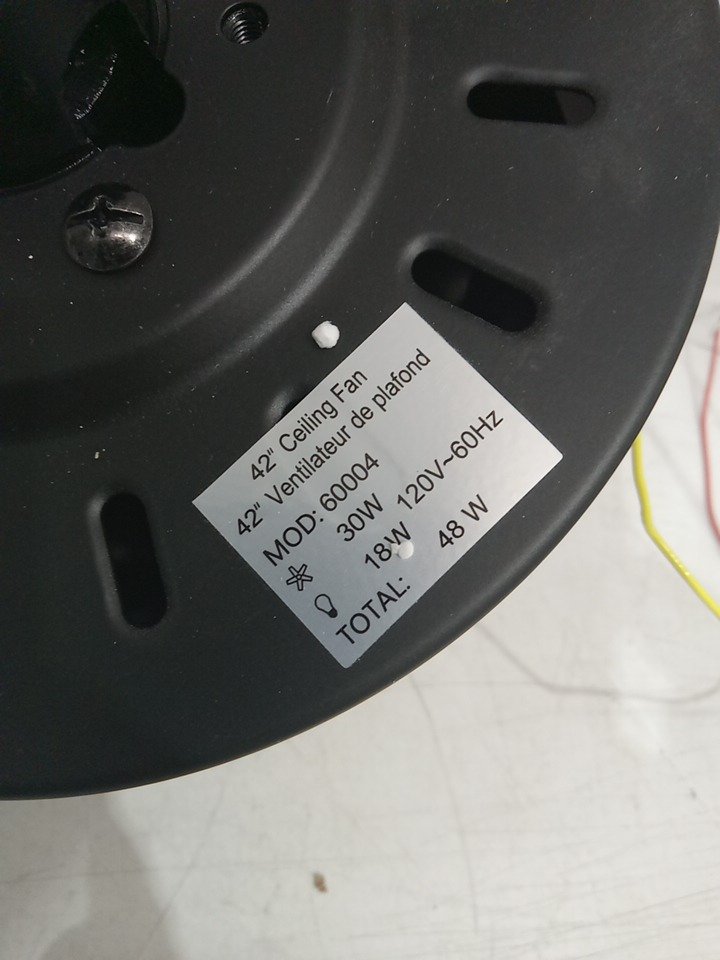 42" Ceiling Fan
42" Ventilateur de plafond
MOD: 60004
30W 120V~60Hz
18W
TOTAL: 48 W